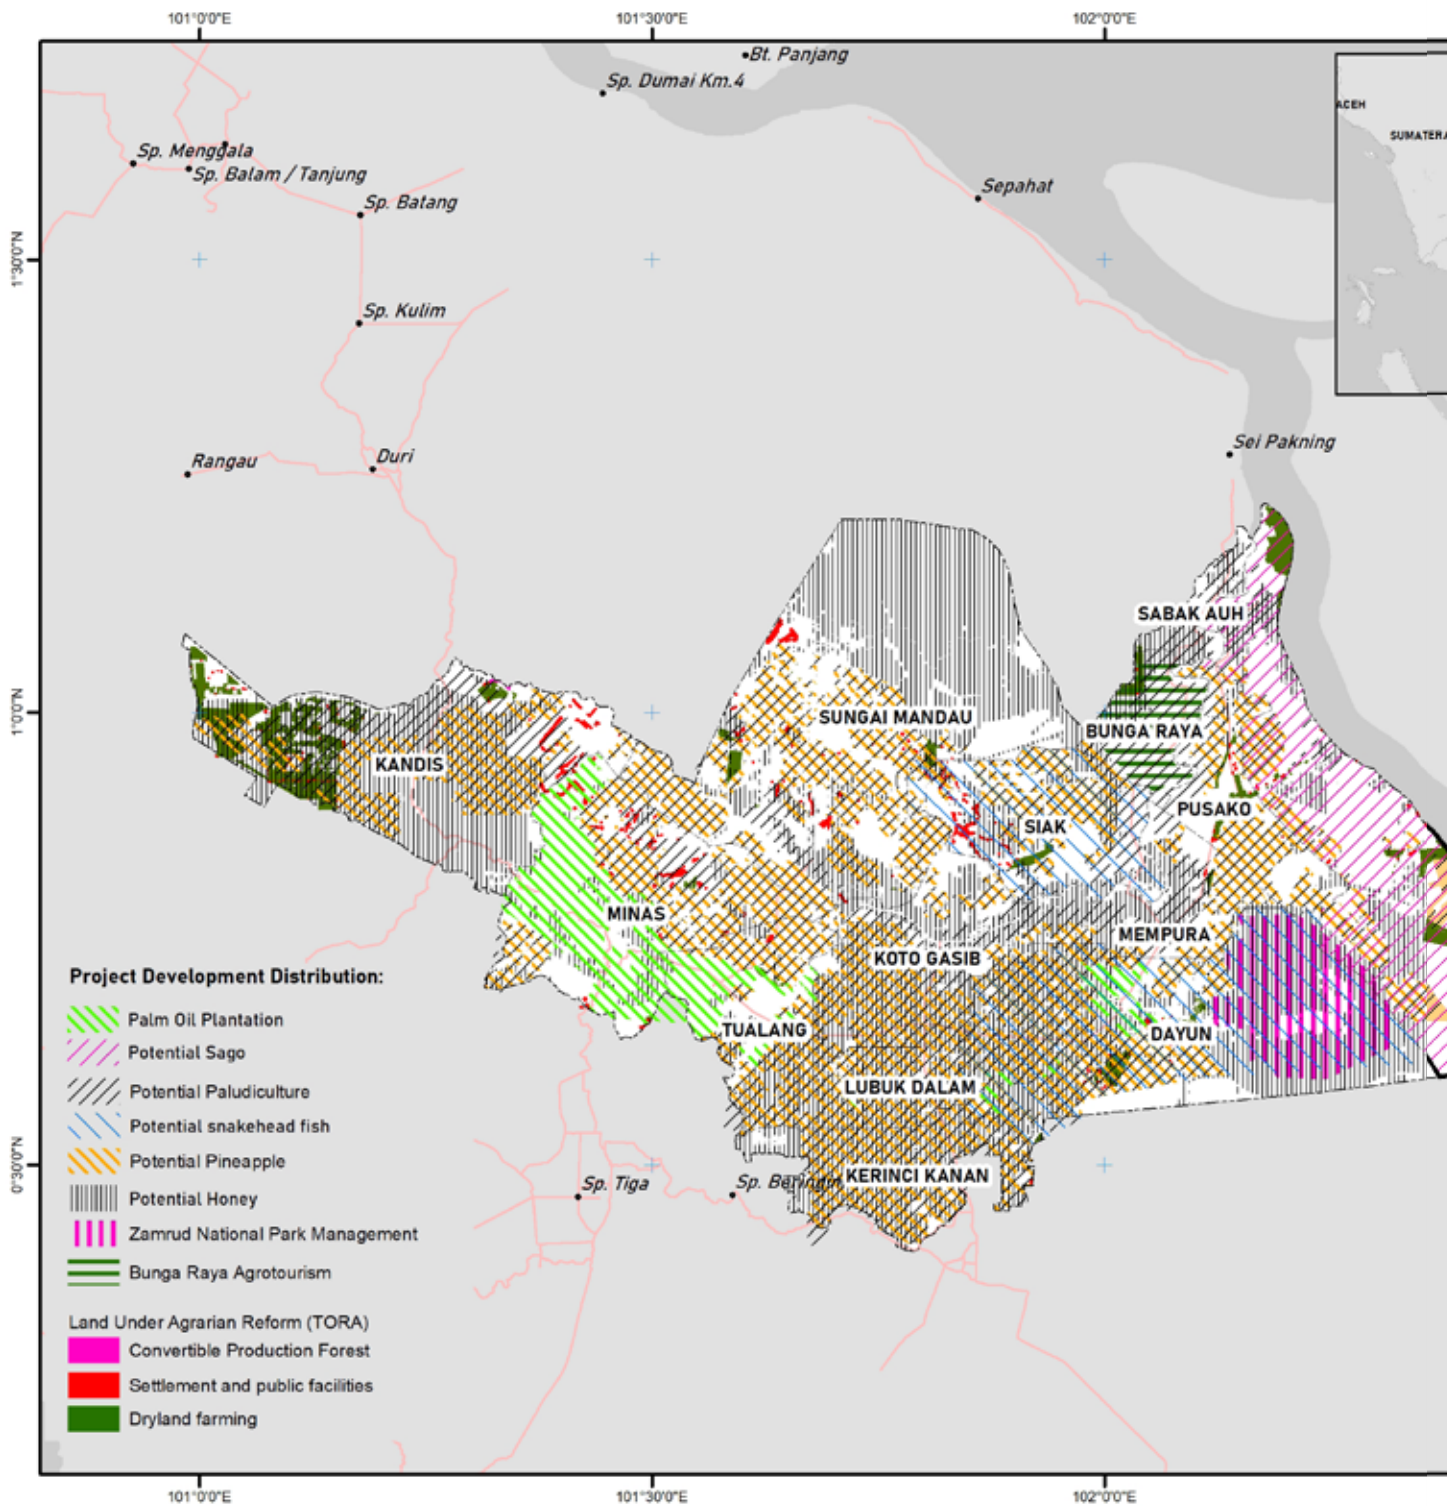 101°0'0"E
101°30'0"E
102°0'0"E
Bt. Panjang
Sp. Dumai Km.4
ACEH
SUMATERA
Sp. Menggala
Sp. Balam / Tanjung
Sepahat
Sp. Batang
1°30'0"N
Sp. Kulim
Sei Pakning
Duri
Rangau
SABAK AUH
1°0'0"N
SUNGAI MANDAU
BUNGA RAYA
KANDIS
PUSAKO
SIAK
MINAS
MEMPURA
KOTO GASIB
TUALANG
DAYUN
LUBUK DALAM
0°30'0"N
KERINCI KANAN
Sp. Tiga
Sp. Beringin
Project Development Distribution:
Palm Oil Plantation
Potential Sago
Potential Paludiculture
Potential snakehead fish
Potential Pineapple
Potential Honey
Zamrud National Park Management
Bunga Raya Agrotourism
Land Under Agrarian Reform (TORA)
Convertible Production Forest
Settlement and public facilities
Dryland farming
101°0'0"E
101°30'0"E
102°0'0"E